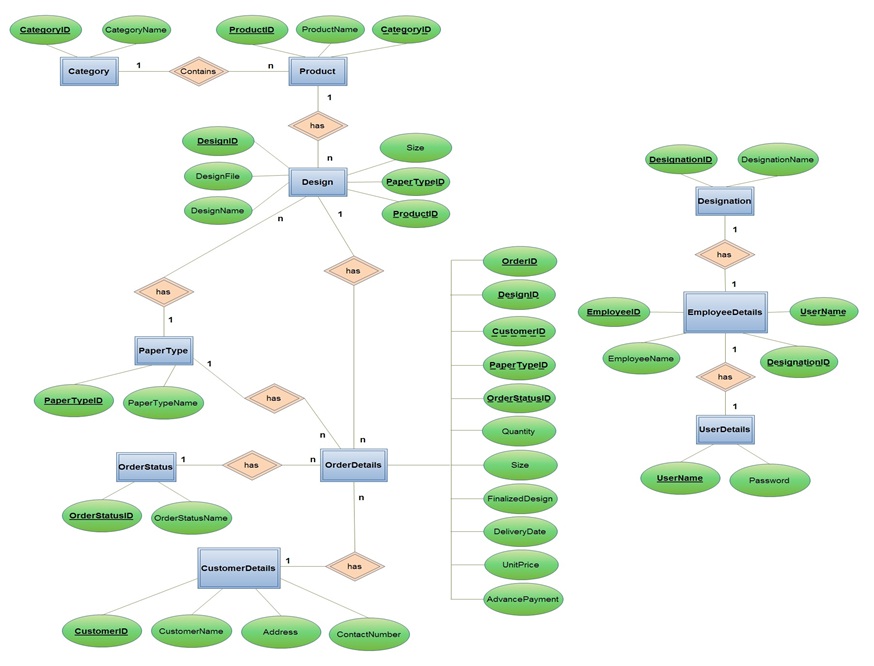 CategoryID
CategoryName
ProductID
ProductName
CategoryID
Category
1
Contains
n
Product
1
has
n
DesignID
DesignFile
DesignName
Design
Size
PaperTypeID
ProductID
n
1
has
has
1
PaperType
1
PaperTypeID
PaperTypeName
has
n
n
OrderStatus
1
has
n
OrderDetails
OrderStatusID
OrderStatusName
n
CustomerDetails
1
has
CustomerID
CustomerName
Address
ContactNumber
OrderID
DesignID
CustomerID
PaperTypeID
OrderStatusID
Quantity
Size
FinalizedDesign
DeliveryDate
UnitPrice
AdvancePayment
DesignationID
DesignationName
Designation
1
has
1
EmployeeID
EmployeeDetails
UserName
EmployeeName
1
DesignationID
has
1
UserDetails
UserName
Password